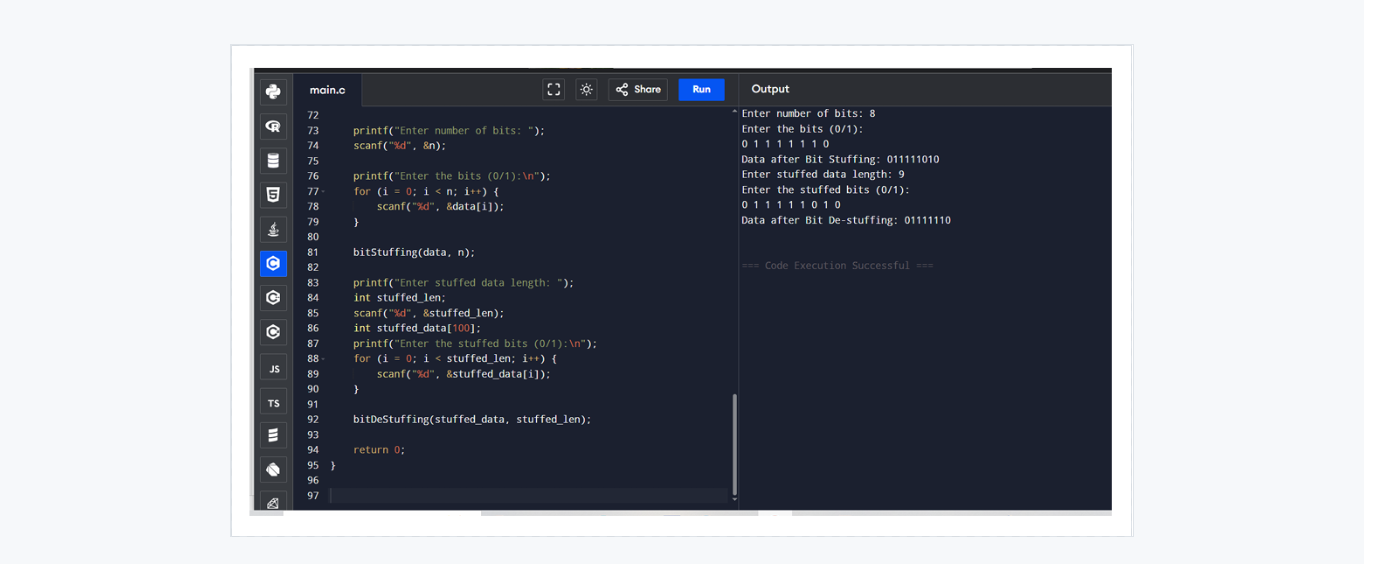 main.c
Share
Run
Output
72
73 printf("Enter number of bits: ");
74 scanf("%d", &n);
75
76 printf("Enter the bits (0/1):\n");
77 for (i = 0; i < n; i++) {
78 scanf("%d", &data[i]);
79 }
80
81 bitStuffing(data, n);
82
83 printf("Enter stuffed data length: ");
84 int stuffed_len;
85 scanf("%d", &stuffed_len);
86 int stuffed_data[100];
87 printf("Enter the stuffed bits (0/1):\n");
88 for (i = 0; i < stuffed_len; i++) {
89 scanf("%d", &stuffed_data[i]);
90 }
91
92 bitDeStuffing(stuffed_data, stuffed_len);
93
94 return 0;
95 }
96
97
Enter number of bits: 8
Enter the bits (0/1):
0 1 1 1 1 1 1 0
Data after Bit Stuffing: 011111010
Enter stuffed data length: 9
Enter the stuffed bits (0/1):
0 1 1 1 1 1 0 1 0
Data after Bit De-stuffing: 01111110
=== Code Execution Successful ===
R
5
C
C
C
JS
TS